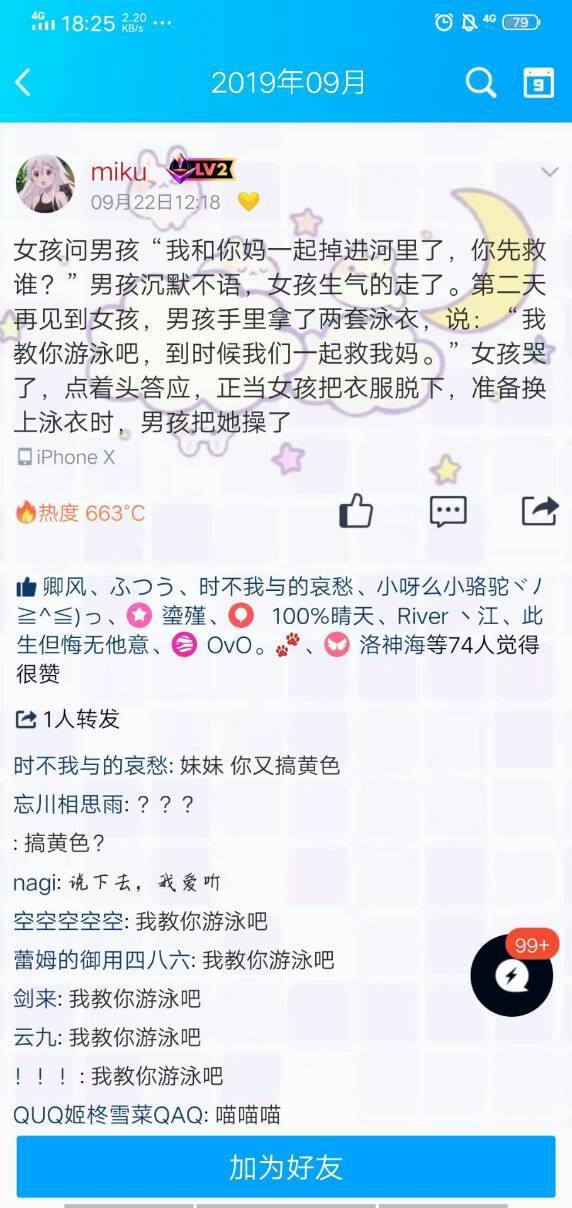 4G 18:25 2.20 KB/s ··· 4G 79
2019年09月
9
miku LV2
09月22日12:18
女孩问男孩“我和你妈一起掉进河里了，你先救
谁？”男孩沉默不语，女孩生气的走了。第二天
再见到女孩，男孩手里拿了两套泳衣，说：“我
教你游泳吧，到时候我们一起救我妈。”女孩哭
了，点着头答应，正当女孩把衣服脱下，准备换
上泳衣时，男孩把她操了
iPhone X
热度 663°C
卿风、ふつう、时不我与的哀愁、小呀么小骆驼ヾﾉ
≧^≦)っ、 鎏殣、 100%晴天、River 丶江、此
生但悔无他意、 OvO。 、 洛神海等74人觉得
很赞
1人转发
时不我与的哀愁: 妹妹 你又搞黄色
忘川相思雨: ？？？
: 搞黄色？
nagi: 说下去，我爱听
空空空空空: 我教你游泳吧
蕾姆的御用四八六: 我教你游泳吧
99+
剑来: 我教你游泳吧
云九: 我教你游泳吧
！！！: 我教你游泳吧
QUQ姬柊雪菜QAQ: 喵喵喵
加为好友